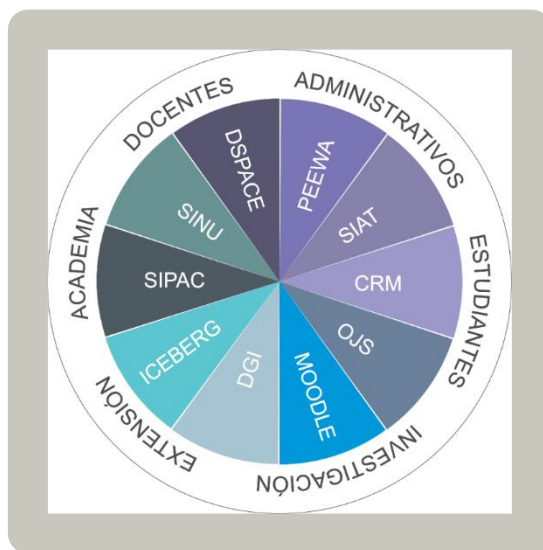 DOCENTES
ADMINISTRATIVOS
ESTUDIANTES
INVESTIGACIÓN
EXTENSIÓN
ACADEMIA
DSPACE
PEEWA
SIAT
CRM
OJS
MOODLE
DGI
ICEBERG
SIPAC
SINU